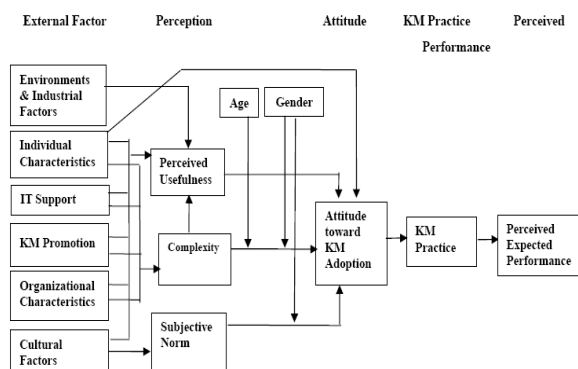 External Factor Perception Attitude KM Practice Perceived
Performance
Environments
& Industrial
Factors
Individual
Characteristics
IT Support
KM Promotion
Organizational
Characteristics
Cultural
Factors
Age
Gender
Perceived
Usefulness
Complexity
Subjective
Norm
Attitude
toward
KM
Adoption
KM
Practice
Perceived
Expected
Performance